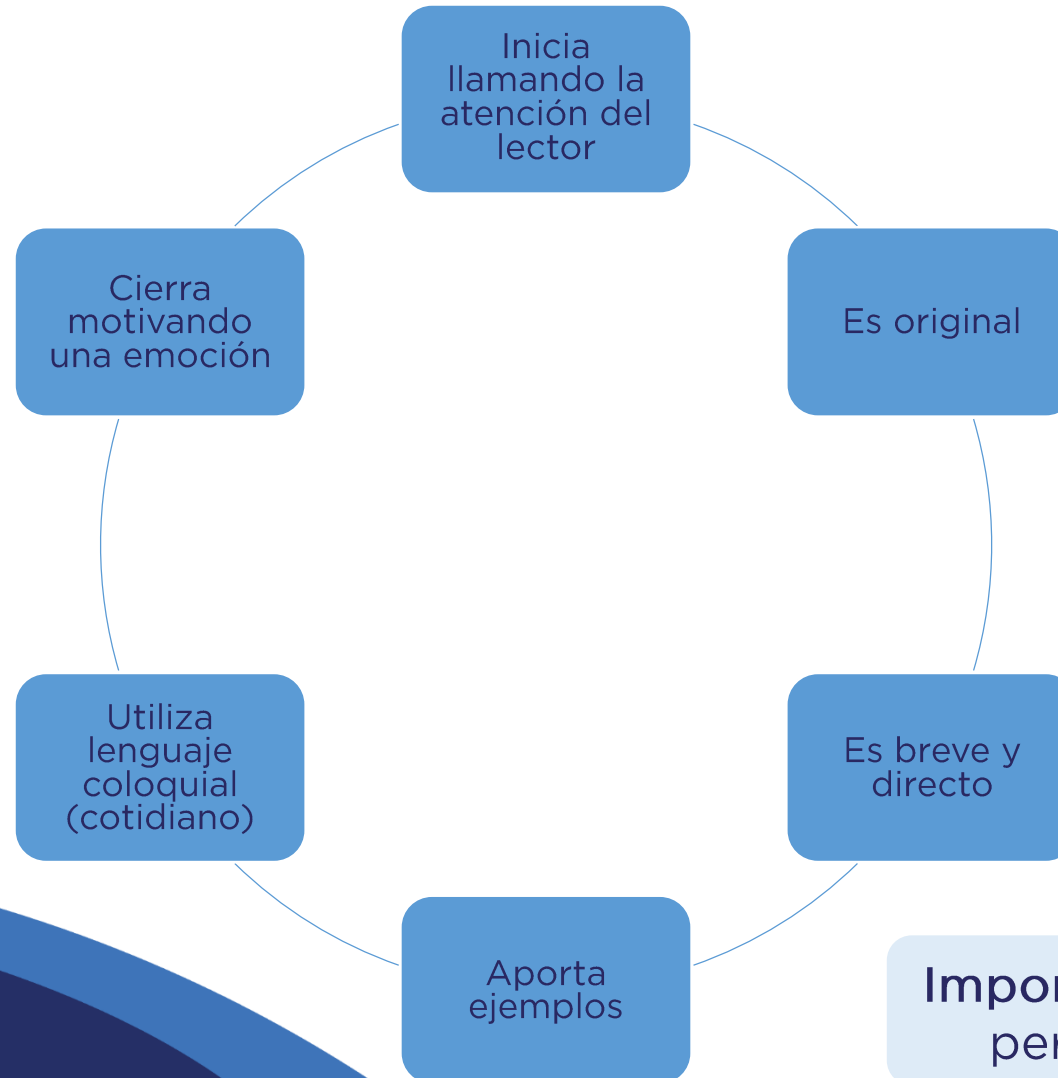 Inicia
llamando la
atención del
lector
Es original
Es breve y
directo
Aporta
ejemplos
Utiliza
lenguaje
coloquial
(cotidiano)
Cierra
motivando
una emoción